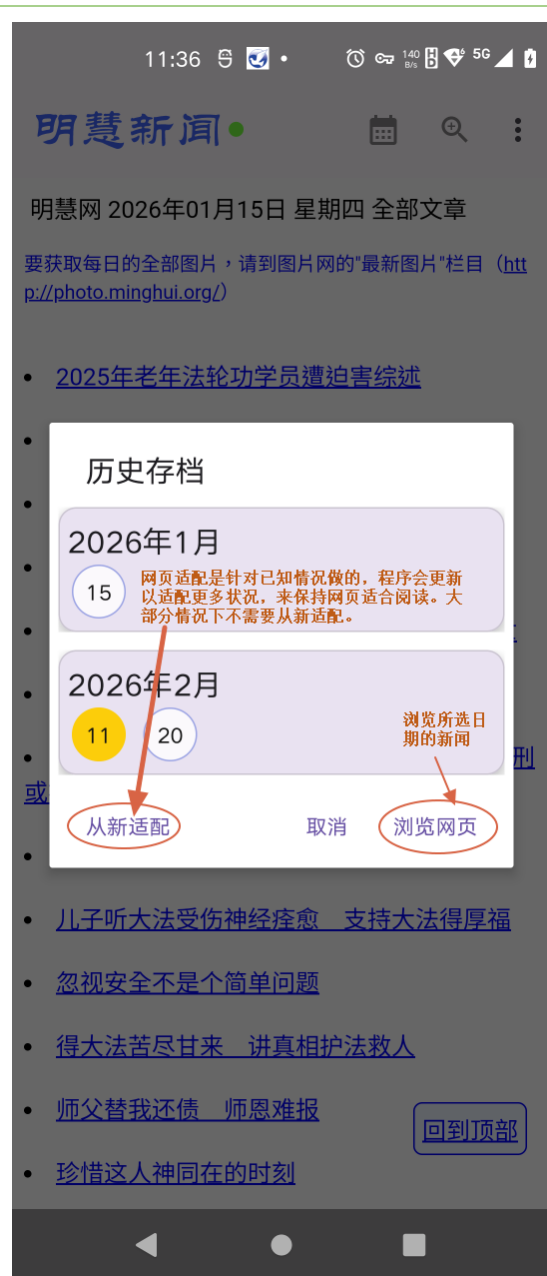 11:36
140
B/s
6
5G
明慧新闻
明慧网 2026年01月15日 星期四 全部文章
要获取每日的全部图片，请到图片网的"最新图片"栏目（htt
p://photo.minghui.org/）
2025年老年法轮功学员遭迫害综述
历史存档
2026年1月
15
网页适配是针对已知情况做的，程序会更新
以适配更多状况，来保持网页适合阅读。大
部分情况下不需要从新适配。
2026年2月
11
20
浏览所选日
期的新闻
刑
或
从新适配
取消
浏览网页
儿子听大法受伤神经痊愈　支持大法得厚福
忽视安全不是个简单问题
得大法苦尽甘来　讲真相护法救人
师父替我还债　师恩难报
回到顶部
珍惜这人神同在的时刻